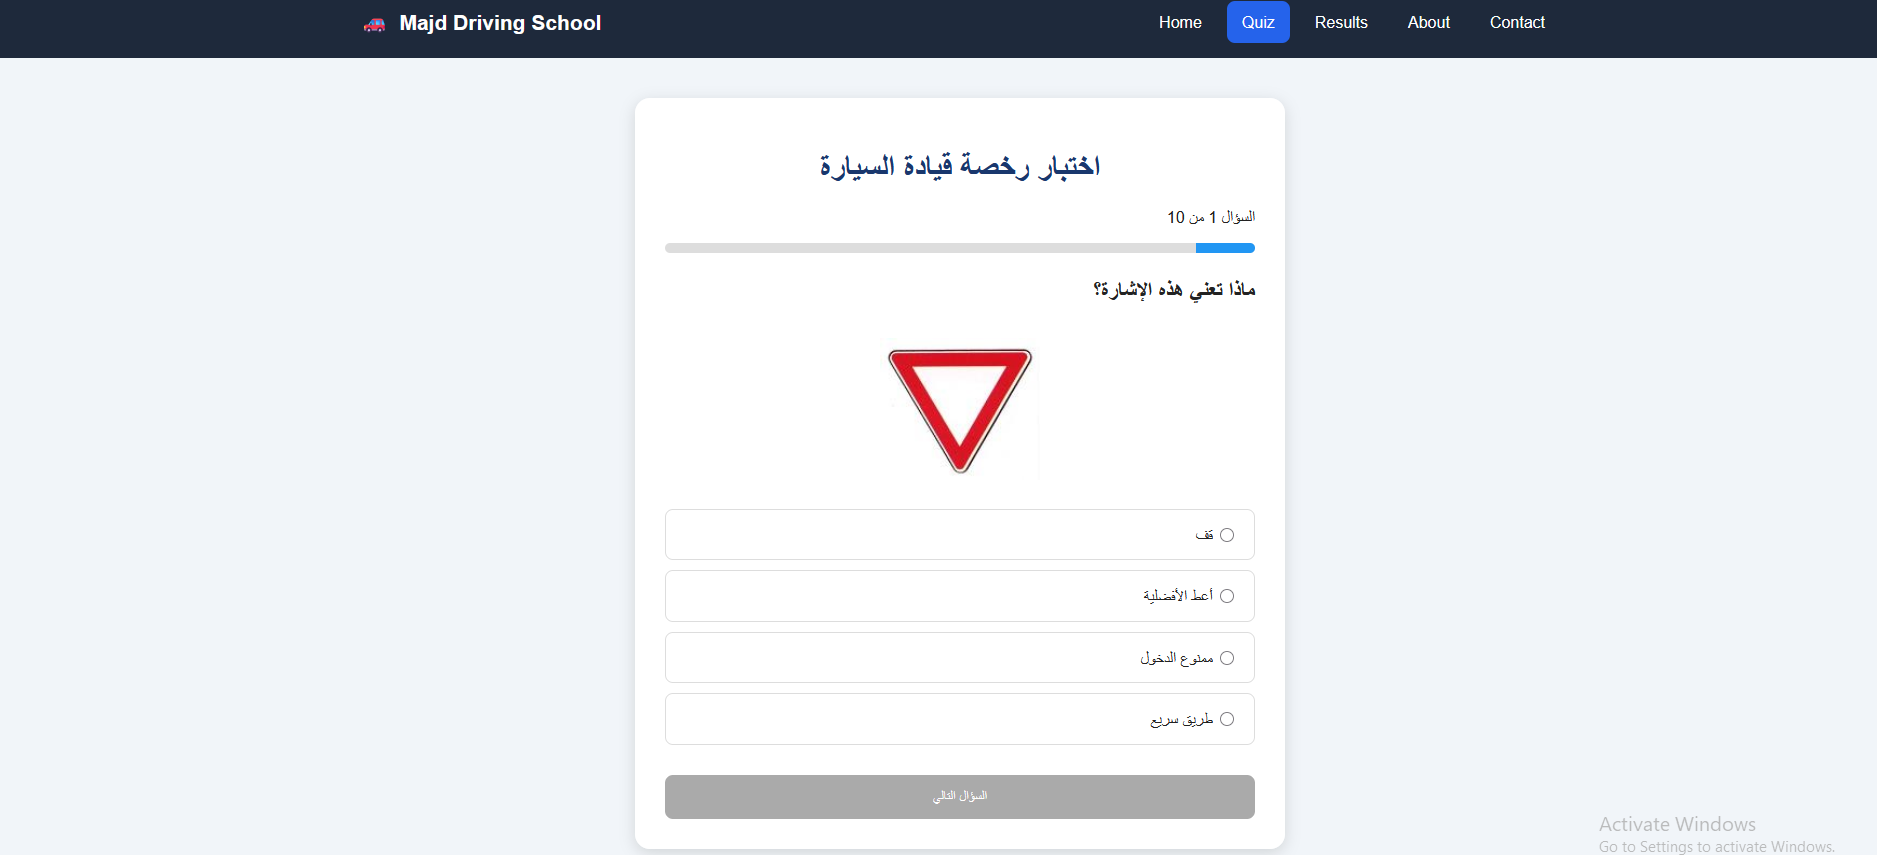 Majd Driving School
Home Quiz Results About Contact
اختبار رخصة قيادة السيارة
السؤال 1 من 10
ماذا تعني هذه الإشارة؟
قف
أعط الأفضلية
ممنوع الدخول
طريق سريع
السؤال التالي
Activate Windows
Go to Settings to activate Windows.